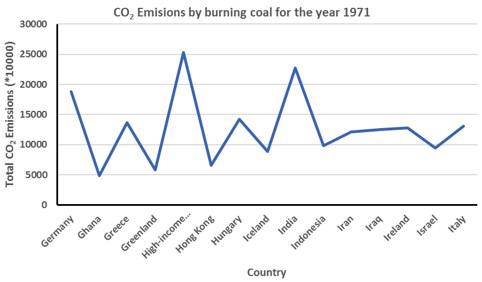 CO₂ Emisions by burning coal for the year 1971
Total CO₂ Emissions (*10000)
30000
25000
20000
15000
10000
5000
0
Germany
Ghana
Greece
Greenland
High-income...
Hong Kong
Hungary
Iceland
India
Indonesia
Iran
Iraq
Ireland
Israel
Italy
Country